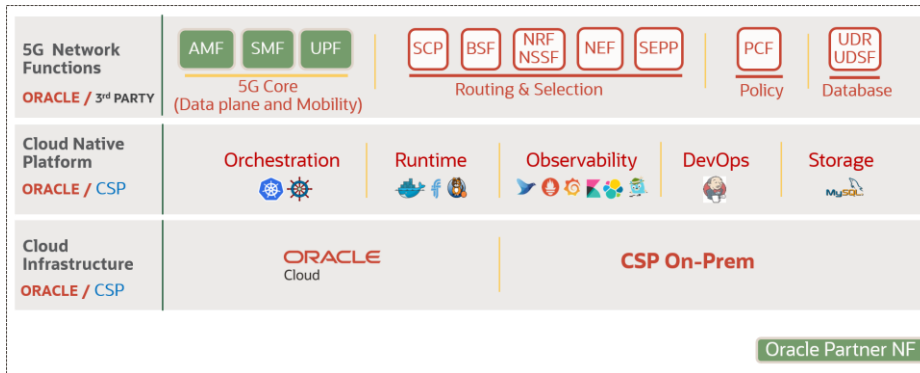 5G Network
Functions
ORACLE / 3rd PARTY
AMF
SMF
UPF
5G Core
(Data plane and Mobility)
SCP
BSF
NRF
NSSF
NEF
SEPP
Routing & Selection
PCF
Policy
UDR
UDSF
Database
Cloud Native
Platform
ORACLE / CSP
Orchestration
Runtime
Observability
DevOps
Storage
MySQL
Cloud
Infrastructure
ORACLE / CSP
ORACLE
Cloud
CSP On-Prem
Oracle Partner NF